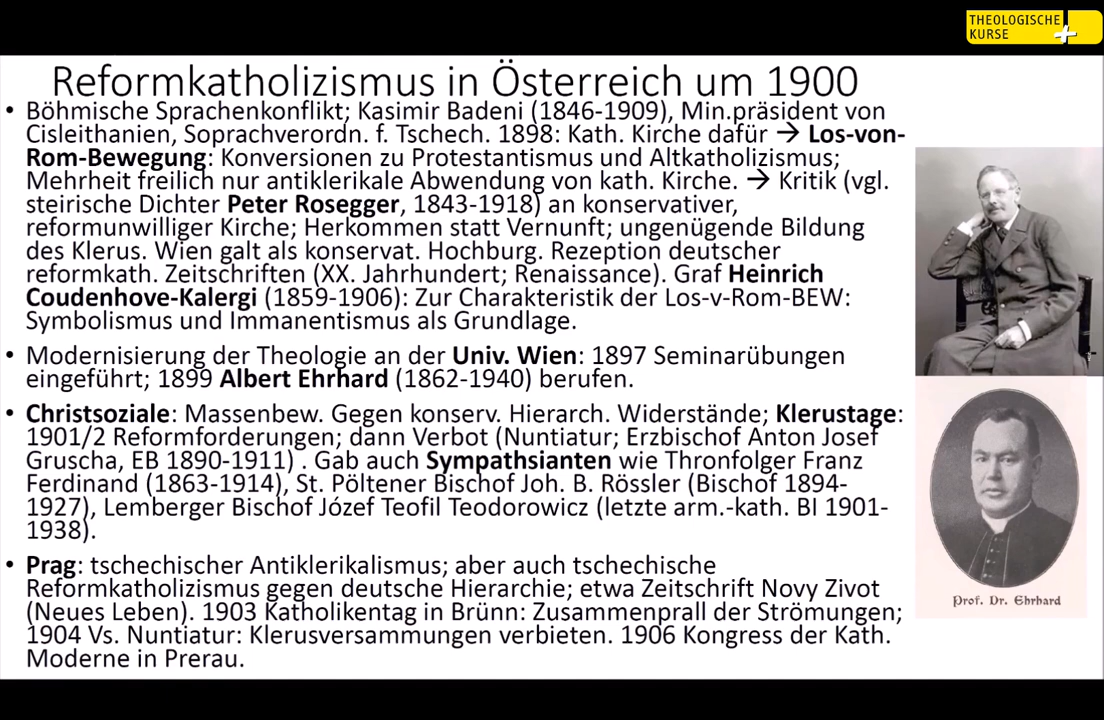 THEOLOGISCHE
KURSE
Reformkatholizismus in Österreich um 1900
• Böhmische Sprachenkonflikt; Kasimir Badeni (1846-1909), Min.präsident von
Cisleithanien, Soprachverordn. f. Tschech. 1898: Kath. Kirche dafür → Los-von-
Rom-Bewegung: Konversionen zu Protestantismus und Altkatholizismus;
Mehrheit freilich nur antiklerikale Abwendung von kath. Kirche. → Kritik (vgl.
steirische Dichter Peter Rosegger, 1843-1918) an konservativer,
reformunwilliger Kirche; Herkommen statt Vernunft; ungenügende Bildung
des Klerus. Wien galt als konservat. Hochburg. Rezeption deutscher
reformkath. Zeitschriften (XX. Jahrhundert; Renaissance). Graf Heinrich
Coudenhove-Kalergi (1859-1906): Zur Charakteristik der Los-v-Rom-BEW:
Symbolismus und Immanentismus als Grundlage.
• Modernisierung der Theologie an der Univ. Wien: 1897 Seminarübungen
eingeführt; 1899 Albert Ehrhard (1862-1940) berufen.
• Christsoziale: Massenbew. Gegen konserv. Hierarch. Widerstände; Klerustage:
1901/2 Reformforderungen; dann Verbot (Nuntiatur; Erzbischof Anton Josef
Gruscha, EB 1890-1911) . Gab auch Sympathsianten wie Thronfolger Franz
Ferdinand (1863-1914), St. Pöltener Bischof Joh. B. Rössler (Bischof 1894-
1927), Lemberger Bischof Józef Teofil Teodorowicz (letzte arm.-kath. BI 1901-
1938).
• Prag: tschechischer Antiklerikalismus; aber auch tschechische
Reformkatholizismus gegen deutsche Hierarchie; etwa Zeitschrift Novy Zivot
(Neues Leben). 1903 Katholikentag in Brünn: Zusammenprall der Strömungen;
1904 Vs. Nuntiatur: Klerusversammungen verbieten. 1906 Kongress der Kath.
Moderne in Prerau.
Prof. Dr. Ehrhard